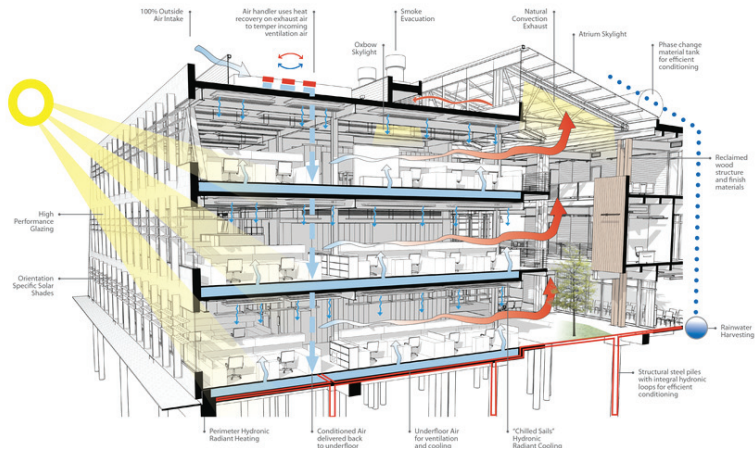 100% Outside
Air Intake
Air handler uses heat
recovery on exhaust air
to temper incoming
ventilation air
Smoke
Evacuation
Oxbow
Skylight
Natural
Convection
Exhaust
Atrium Skylight
Phase change
material tank
for efficient
conditioning
Reclaimed
wood
structure
and finish
materials
High
Performance
Glazing
Orientation
Specific Solar
Shades
Rainwater
Harvesting
Structural steel piles
with integral hydronic
loops for efficient
conditioning
Perimeter Hydronic
Radiant Heating
Conditioned Air
delivered back
to underfloor
Underfloor Air
for ventilation
and cooling
"Chilled Sails"
Hydronic
Radiant Cooling